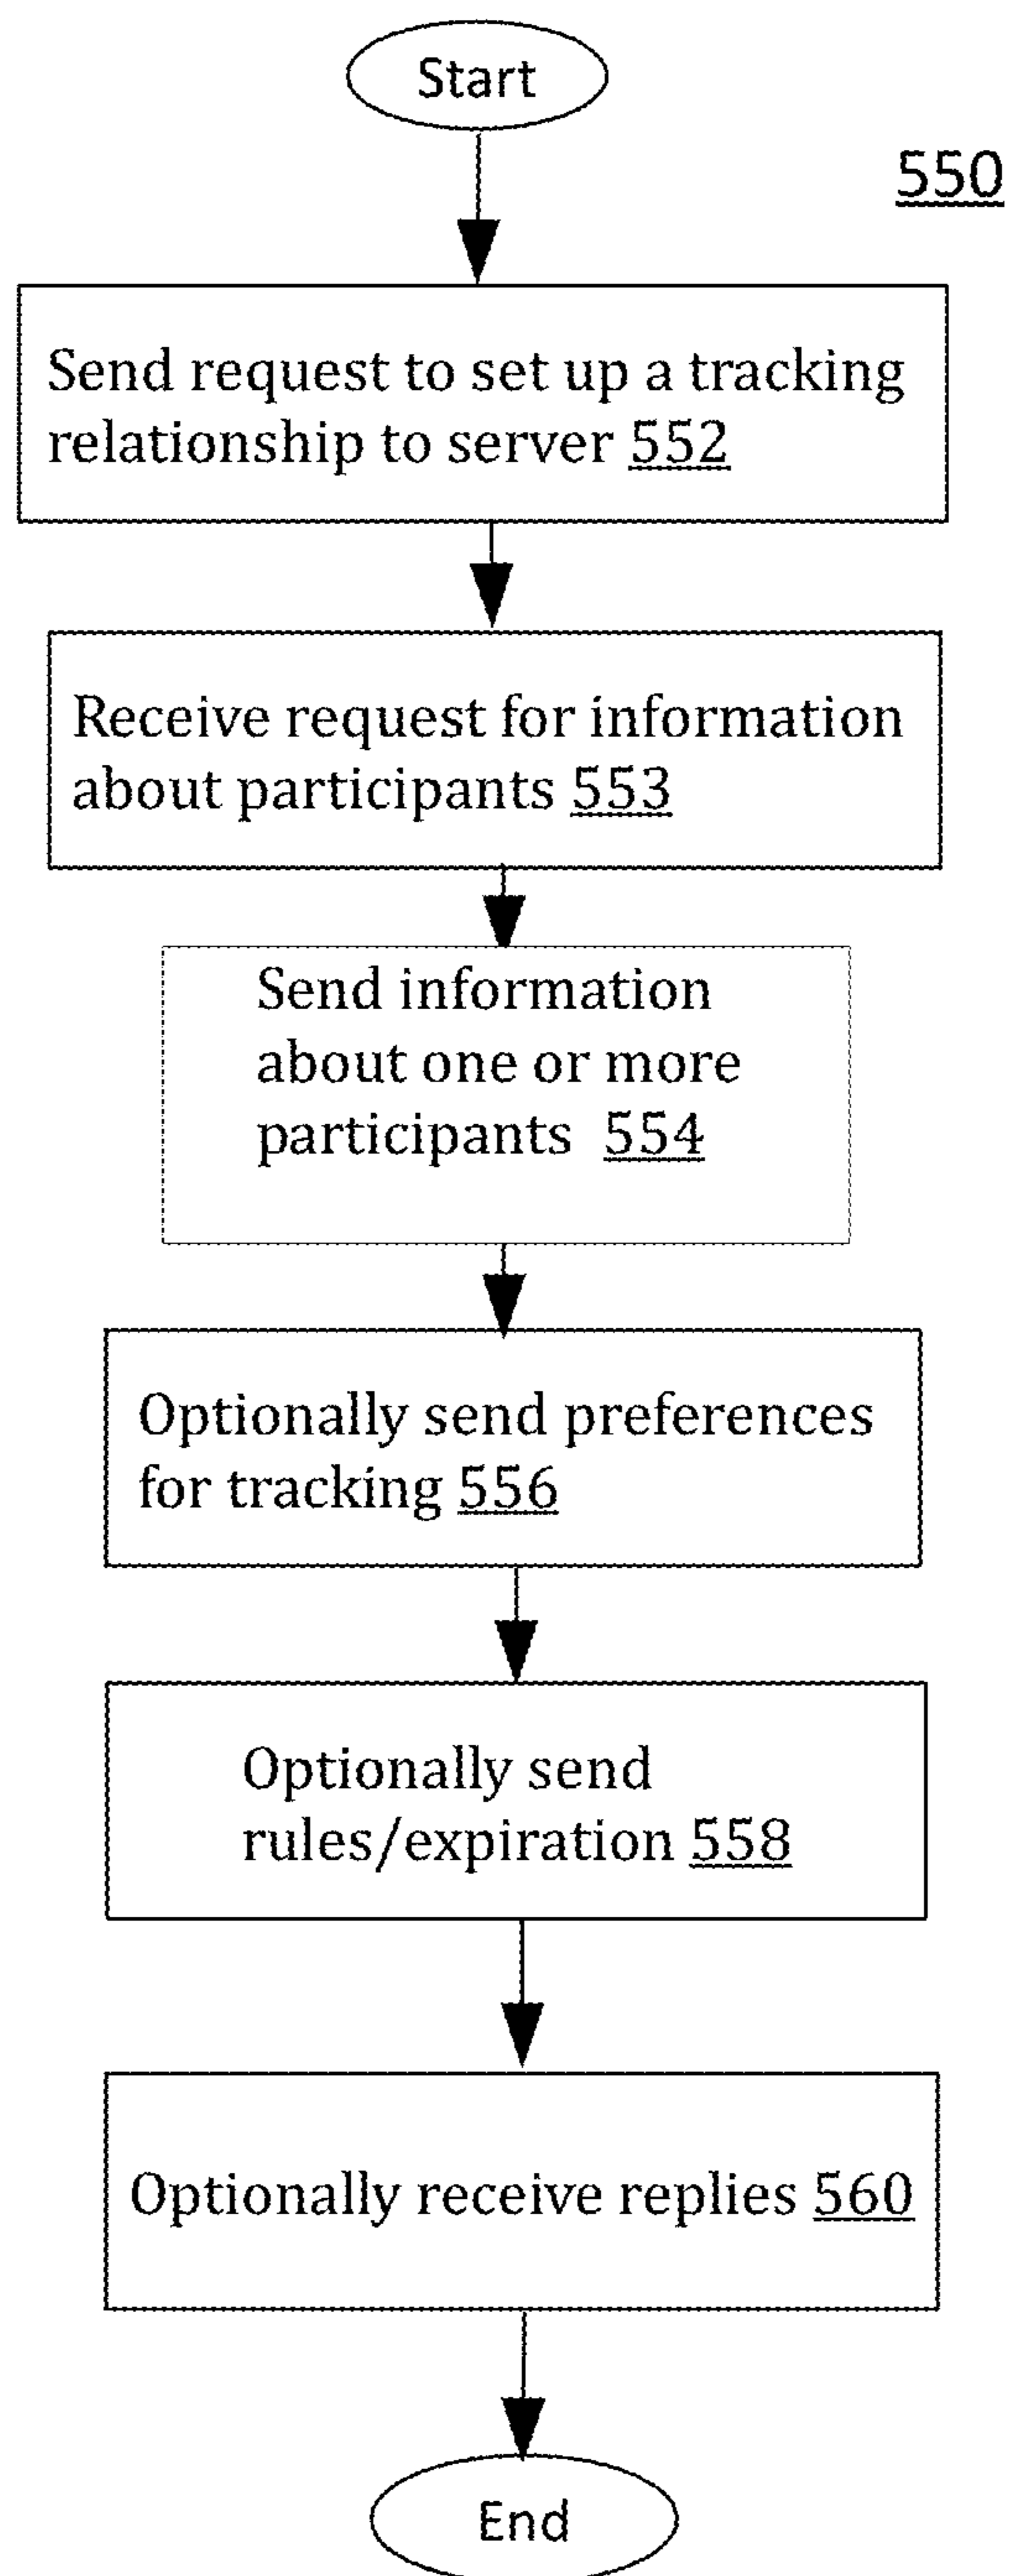 Start
550
Send request to set up a tracking
relationship to server 552
Receive request for information
about participants 553
Send information
about one or more
participants 554
Optionally send preferences
for tracking 556
Optionally send
rules/expiration 558
Optionally receive replies 560
End